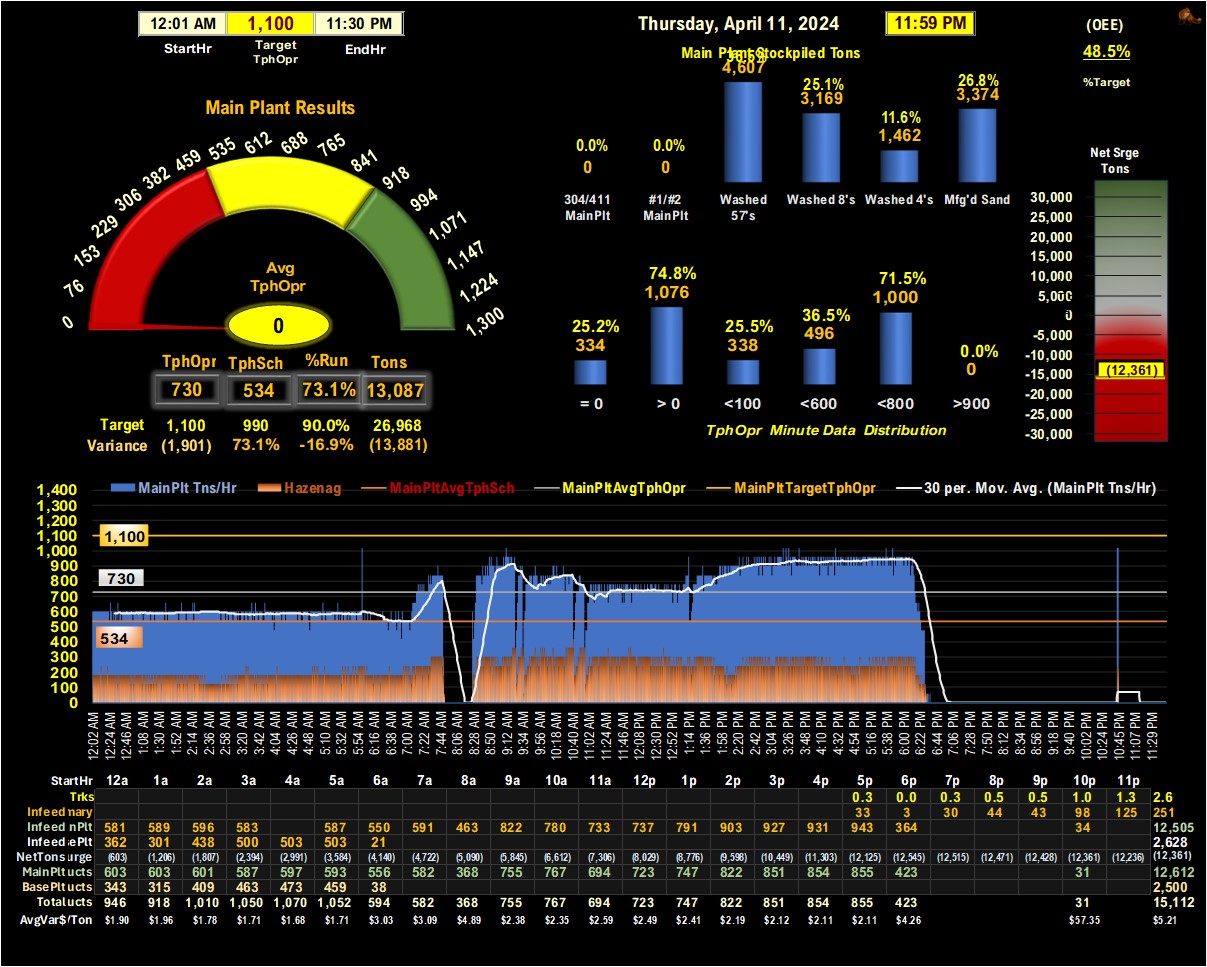 12:01 AM 1,100 11:30 PM
StartHr Target TphOpr EndHr
Thursday, April 11, 2024 11:59 PM
(OEE)
48.5%
%Target
Main Plant Stockpiled Tons
4,607
25.1%
3,169
11.6%
1,462
26.8%
3,374
0.0%
0
0.0%
0
304/411 MainPlt
#1/#2 MainPlt
Washed 57's
Washed 8's
Washed 4's
Mfg'd Sand
Main Plant Results
0
76
153
229
306
382
459
535
612
688
765
841
918
994
1,071
1,147
1,224
1,300
Avg
TphOpr
0
TphOpr TphSch %Run Tons
730 534 73.1% 13,087
Target 1,100 990 90.0% 26,968
Variance (1,901) 73.1% -16.9% (13,881)
25.2%
334
74.8%
1,076
25.5%
338
36.5%
496
71.5%
1,000
0.0%
0
= 0 > 0 <100 <600 <800 >900
TphOpr Minute Data Distribution
Net Srge
Tons
30,000
25,000
20,000
15,000
10,000
5,000
0
-5,000
-10,000
(12,361)
-15,000
-20,000
-25,000
-30,000
MainPlt Tns/Hr Hazenag MainPltAvgTphSch MainPltAvgTphOpr MainPltTargetTphOpr 30 per. Mov. Avg. (MainPlt Tns/Hr)
1,400
1,300
1,200
1,100
1,000
900
800
700
600
500
400
300
200
100
0
1,100
730
534
12:02 AM
12:24 AM
12:46 AM
1:08 AM
1:30 AM
1:52 AM
2:14 AM
2:36 AM
2:58 AM
3:20 AM
3:42 AM
4:04 AM
4:26 AM
4:48 AM
5:10 AM
5:32 AM
5:54 AM
6:16 AM
6:38 AM
7:00 AM
7:22 AM
7:44 AM
8:06 AM
8:28 AM
8:50 AM
9:12 AM
9:34 AM
9:56 AM
10:18 AM
10:40 AM
11:02 AM
11:24 AM
11:46 AM
12:08 PM
12:30 PM
12:52 PM
1:14 PM
1:36 PM
1:58 PM
2:20 PM
2:42 PM
3:04 PM
3:26 PM
3:48 PM
4:10 PM
4:32 PM
4:54 PM
5:16 PM
5:38 PM
6:00 PM
6:22 PM
6:44 PM
7:06 PM
7:28 PM
7:50 PM
8:12 PM
8:34 PM
8:56 PM
9:18 PM
9:40 PM
10:02 PM
10:24 PM
10:45 PM
11:07 PM
11:29 PM
StartHr 12a 1a 2a 3a 4a 5a 6a 7a 8a 9a 10a 11a 12p 1p 2p 3p 4p 5p 6p 7p 8p 9p 10p 11p
Trks 0.3 0.0 0.3 0.5 0.5 1.0 1.3 2.6
Infeed mary 33 3 30 44 43 98 125 251
Infeed nPlt 581 589 596 583 587 550 591 463 822 780 733 737 791 903 927 931 943 364 34 12,505
Infeed ePlt 362 301 438 500 503 503 21 2,628
NetTons urge (603) (1,206) (1,807) (2,394) (2,991) (3,584) (4,140) (4,722) (5,090) (5,845) (6,612) (7,306) (8,029) (8,776) (9,598) (10,449) (11,303) (12,125) (12,545) (12,515) (12,471) (12,428) (12,361) (12,236) (12,361)
MainPlt ucts 603 603 601 587 597 593 556 582 368 755 767 694 723 747 822 851 854 855 423 31 12,612
BasePlt ucts 343 315 409 463 473 459 38 2,500
Total ucts 946 918 1,010 1,050 1,070 1,052 594 582 368 755 767 694 723 747 822 851 854 855 423 31 15,112
AvgVar$/Ton $1.90 $1.96 $1.78 $1.71 $1.68 $1.71 $3.03 $3.09 $4.89 $2.38 $2.35 $2.59 $2.49 $2.41 $2.19 $2.12 $2.11 $2.11 $4.26 $57.35 $5.21